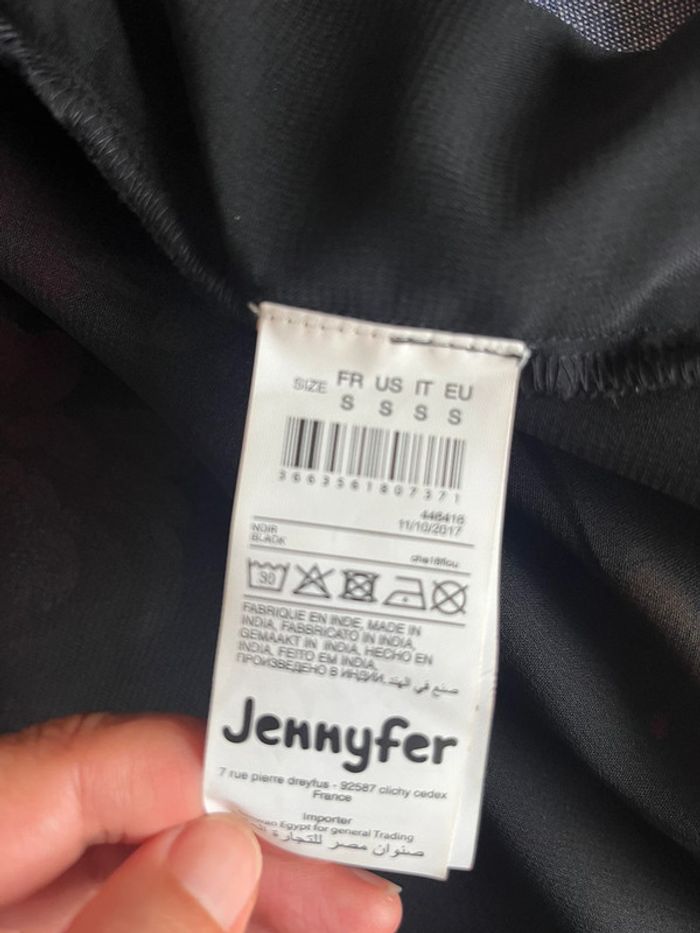 SIZE FR US IT EU
S S S S
3663561807371
446416
11/10/2017
NOIR
BLACK
30
FABRIQUE EN INDE, MADE IN
INDIA, FABBRICATO IN INDIA,
GEMAAKT IN INDIA, HECHO EN
INDIA, FEITO EM INDIA,
ПРОИЗВЕДЕНО В ИНДИИ, صنع في الهند
Jennyfer
7 rue pierre dreyfus - 92587 clichy cedex
France
Importer
Egypt for general Trading
صنوان مصر للتجارة